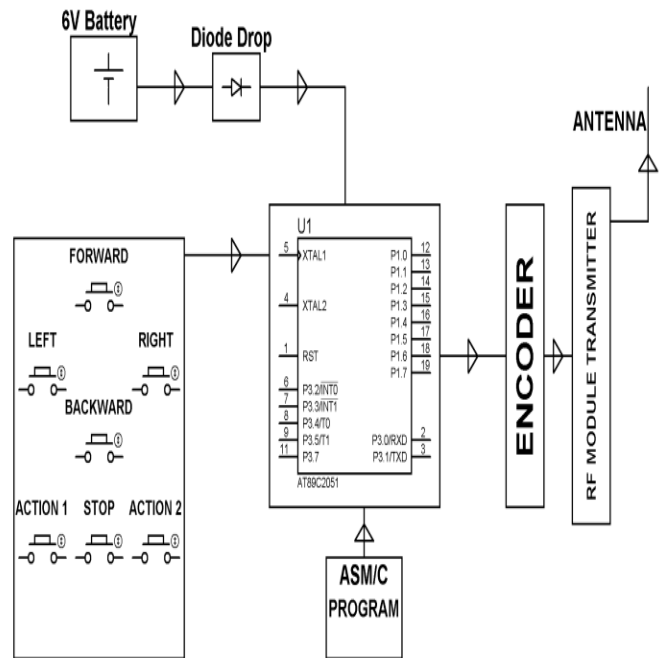 6V Battery
Diode Drop
ANTENNA
FORWARD
LEFT RIGHT
BACKWARD
ACTION 1 STOP ACTION 2
U1
5 XTAL1
4 XTAL2
1 RST
6 P3.2/INT0
7 P3.3/INT1
8 P3.4/T0
9 P3.5/T1
11 P3.7
P1.0 12
P1.1 13
P1.2 14
P1.3 15
P1.4 16
P1.5 17
P1.6 18
P1.7 19
P3.0/RXD 2
P3.1/TXD 3
AT89C2051
ASM/C
PROGRAM
ENCODER
RF MODULE TRANSMITTER